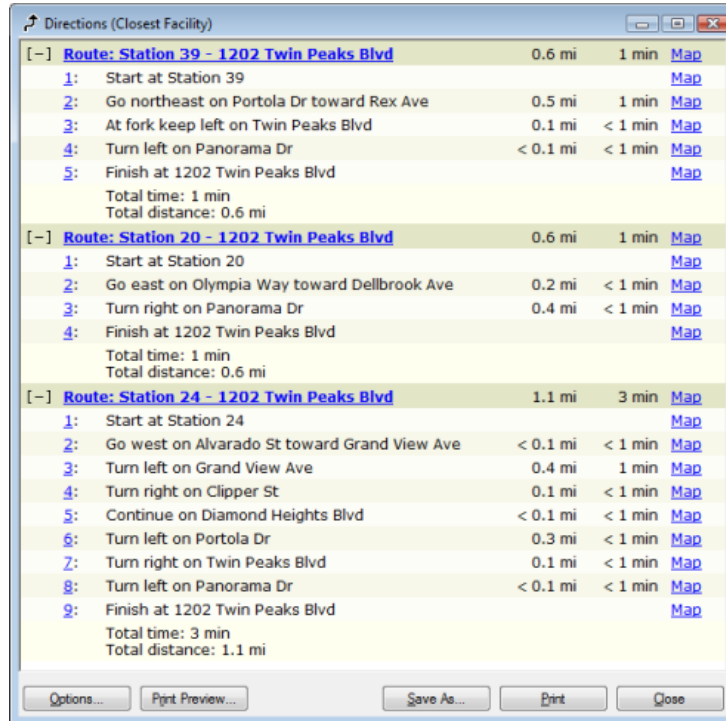 Directions (Closest Facility)
[-] Route: Station 39 - 1202 Twin Peaks Blvd 0.6 mi 1 min Map
1: Start at Station 39 Map
2: Go northeast on Portola Dr toward Rex Ave 0.5 mi 1 min Map
3: At fork keep left on Twin Peaks Blvd 0.1 mi < 1 min Map
4: Turn left on Panorama Dr < 0.1 mi < 1 min Map
5: Finish at 1202 Twin Peaks Blvd Map
Total time: 1 min
Total distance: 0.6 mi
[-] Route: Station 20 - 1202 Twin Peaks Blvd 0.6 mi 1 min Map
1: Start at Station 20 Map
2: Go east on Olympia Way toward Dellbrook Ave 0.2 mi < 1 min Map
3: Turn right on Panorama Dr 0.4 mi < 1 min Map
4: Finish at 1202 Twin Peaks Blvd Map
Total time: 1 min
Total distance: 0.6 mi
[-] Route: Station 24 - 1202 Twin Peaks Blvd 1.1 mi 3 min Map
1: Start at Station 24 Map
2: Go west on Alvarado St toward Grand View Ave < 0.1 mi < 1 min Map
3: Turn left on Grand View Ave 0.4 mi 1 min Map
4: Turn right on Clipper St 0.1 mi < 1 min Map
5: Continue on Diamond Heights Blvd < 0.1 mi < 1 min Map
6: Turn left on Portola Dr 0.3 mi < 1 min Map
7: Turn right on Twin Peaks Blvd 0.1 mi < 1 min Map
8: Turn left on Panorama Dr < 0.1 mi < 1 min Map
9: Finish at 1202 Twin Peaks Blvd Map
Total time: 3 min
Total distance: 1.1 mi
Options... Print Preview... Save As... Print Close